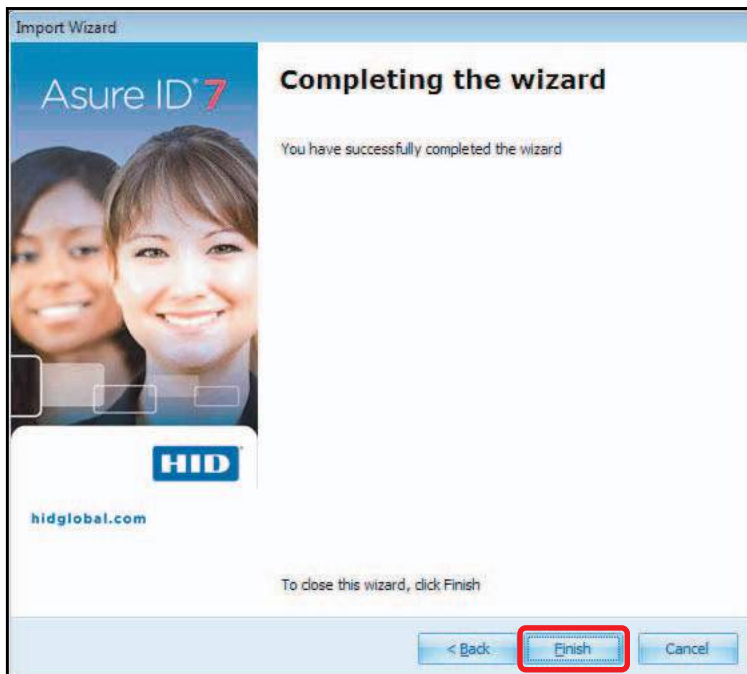 Import Wizard
Asure ID® 7
Completing the wizard
You have successfully completed the wizard
HID
hidglobal.com
To close this wizard, click Finish
< Back
Finish
Cancel